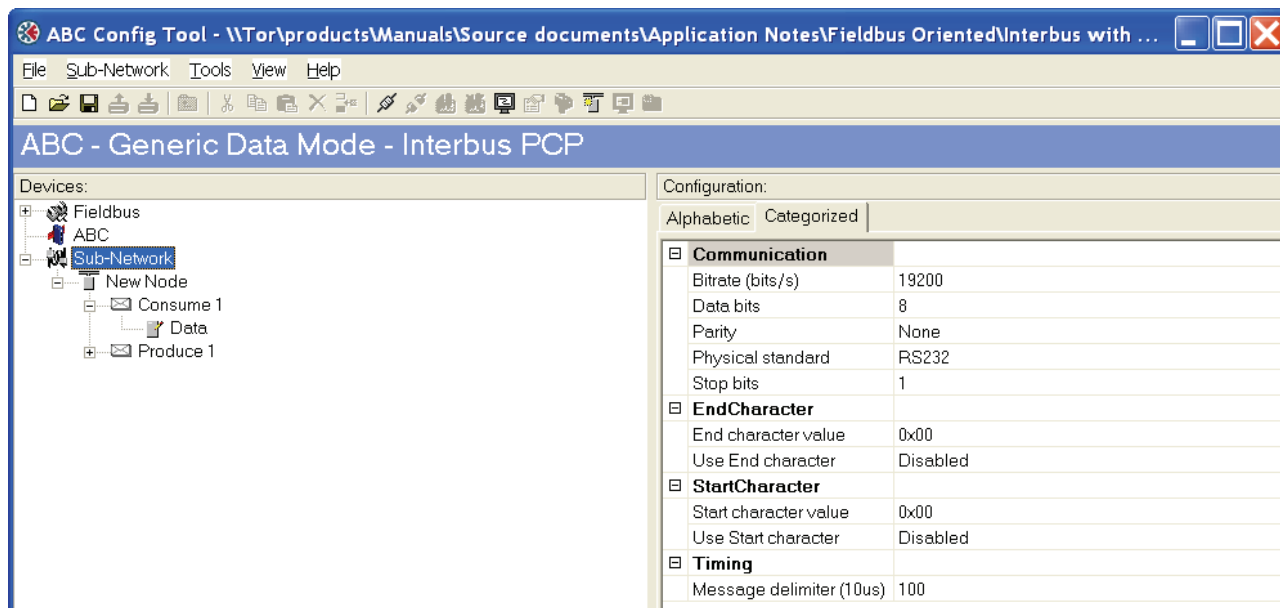 ABC Config Tool - \\Tor\products\Manuals\Source documents\Application Notes\Fieldbus Oriented\Interbus with ...
File Sub-Network Tools View Help
ABC - Generic Data Mode - Interbus PCP
Devices:
Fieldbus
ABC
Sub-Network
New Node
Consume 1
Data
Produce 1
Configuration:
Alphabetic Categorized
Communication
Bitrate (bits/s) 19200
Data bits 8
Parity None
Physical standard RS232
Stop bits 1
EndCharacter
End character value 0x00
Use End character Disabled
StartCharacter
Start character value 0x00
Use Start character Disabled
Timing
Message delimiter (10us) 100